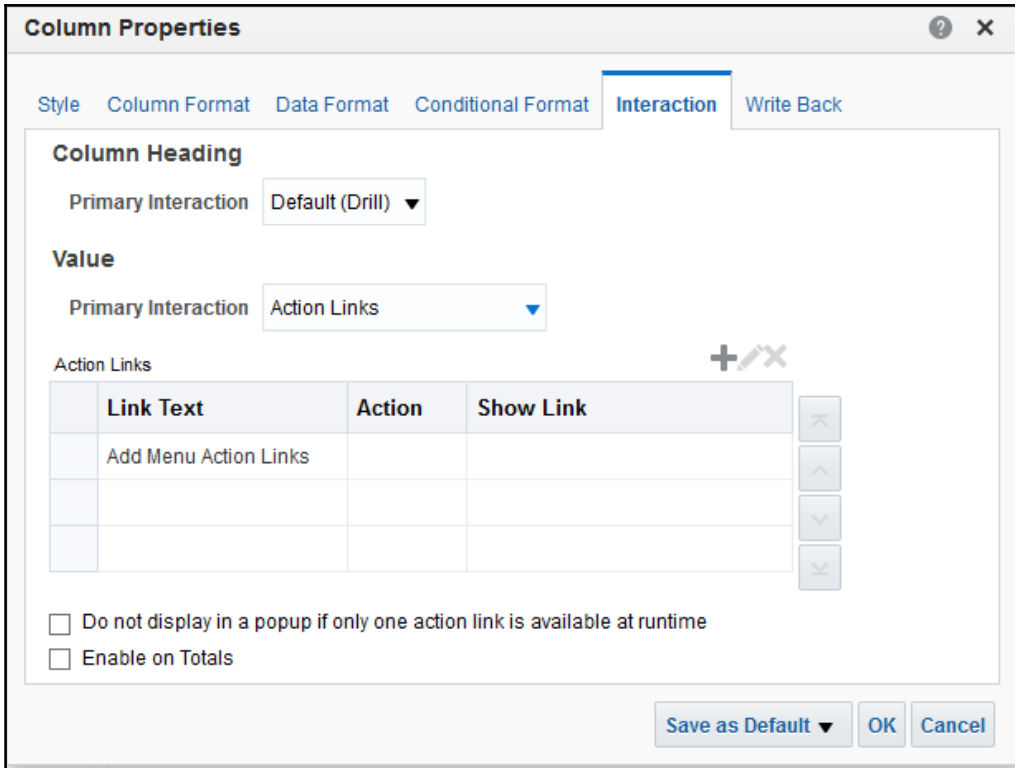 Column Properties
Style Column Format Data Format Conditional Format Interaction Write Back
Column Heading
Primary Interaction Default (Drill)
Value
Primary Interaction Action Links
Action Links
Link Text Action Show Link
Add Menu Action Links
Do not display in a popup if only one action link is available at runtime
Enable on Totals
Save as Default OK Cancel